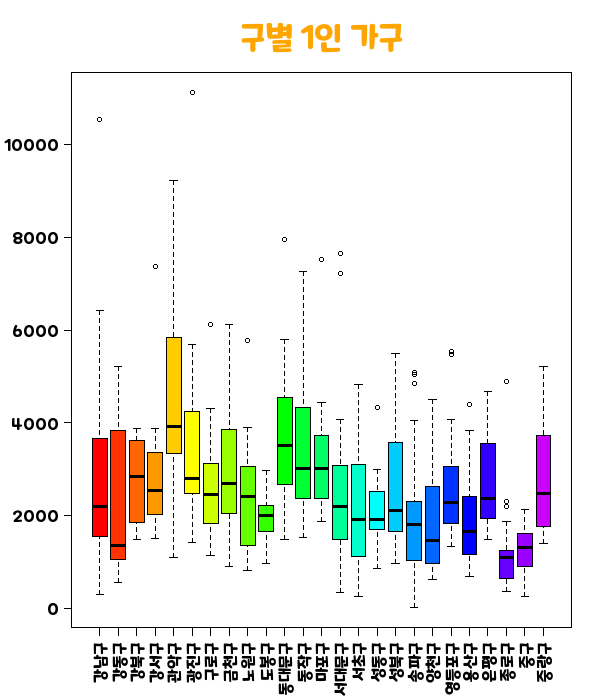 구별 1인 가구
10000
8000
6000
4000
2000
0
강남구
강동구
강북구
강서구
관악구
광진구
구로구
금천구
노원구
도봉구
동대문구
동작구
마포구
서대문구
서초구
성동구
성북구
송파구
양천구
영등포구
용산구
은평구
종로구
중구
중랑구